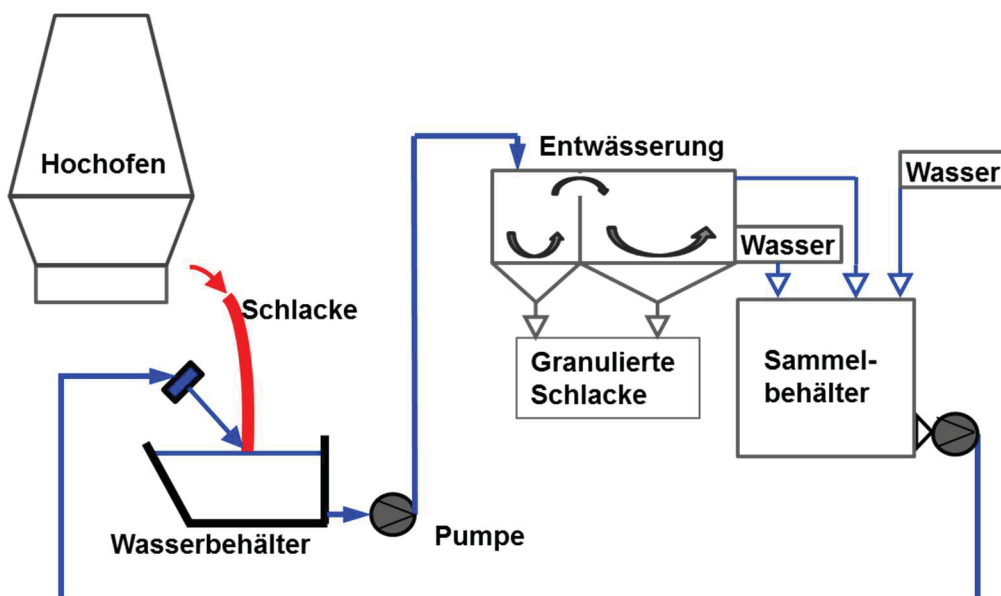 Hochofen
Entwässerung
Wasser
Wasser
Schlacke
Granulierte
Schlacke
Sammel-
behälter
Wasserbehälter
Pumpe